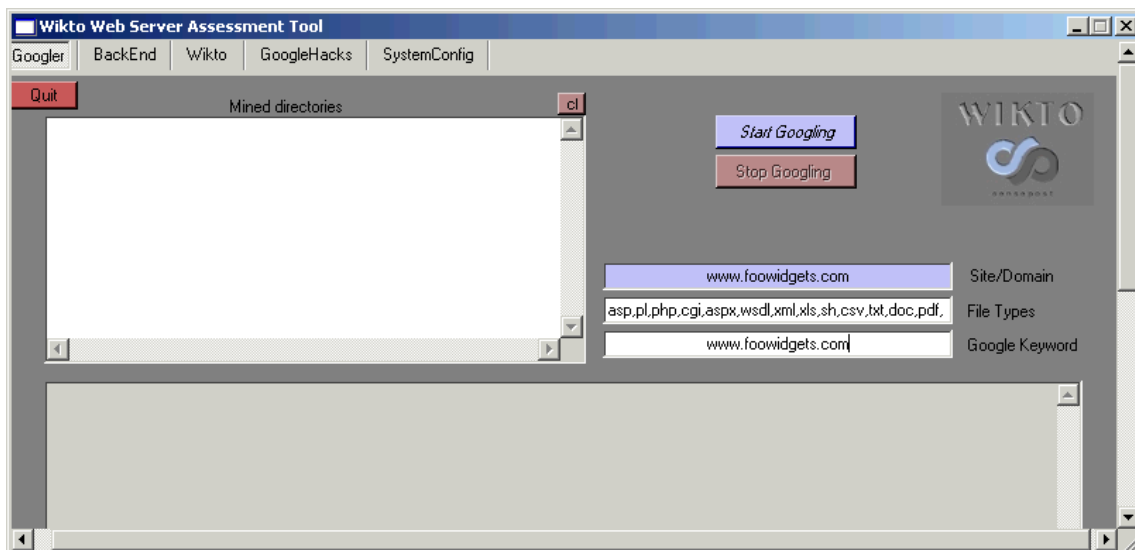 Wikto Web Server Assessment Tool
Googler BackEnd Wikto GoogleHacks SystemConfig
Quit
Mined directories
cl
Start Googling
Stop Googling
WIKTO
sensepost
www.foowidgets.com Site/Domain
asp,pl,php,cgi,aspx,wsdl,xml,xls,sh,csv,txt,doc,pdf, File Types
www.foowidgets.com Google Keyword